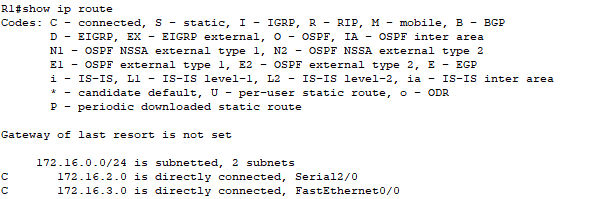 R1#show ip route
Codes: C - connected, S - static, I - IGRP, R - RIP, M - mobile, B - BGP
       D - EIGRP, EX - EIGRP external, O - OSPF, IA - OSPF inter area
       N1 - OSPF NSSA external type 1, N2 - OSPF NSSA external type 2
       E1 - OSPF external type 1, E2 - OSPF external type 2, E - EGP
       i - IS-IS, L1 - IS-IS level-1, L2 - IS-IS level-2, ia - IS-IS inter area
       * - candidate default, U - per-user static route, o - ODR
       P - periodic downloaded static route
Gateway of last resort is not set
     172.16.0.0/24 is subnetted, 2 subnets
C       172.16.2.0 is directly connected, Serial2/0
C       172.16.3.0 is directly connected, FastEthernet0/0